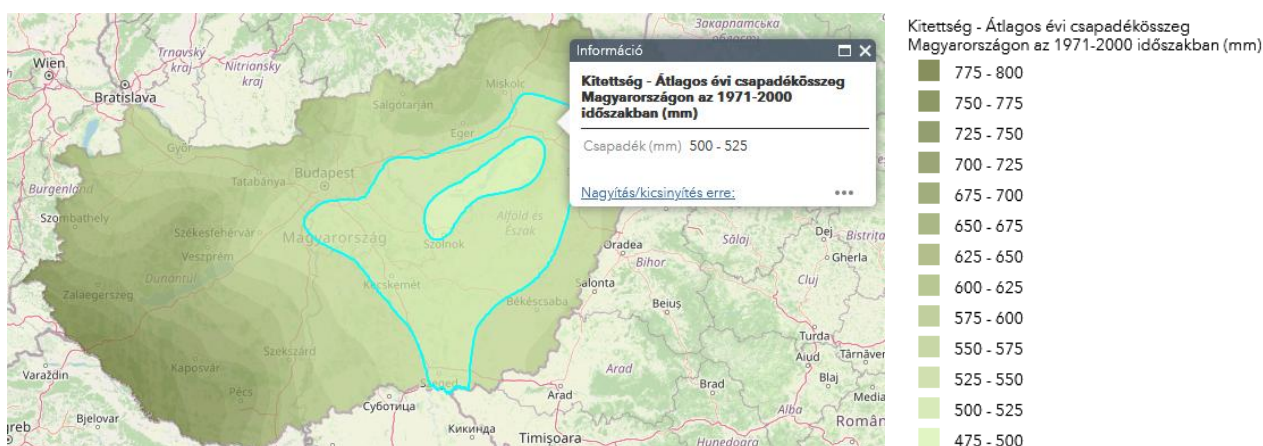 Закарпатська
область
Trnavský
kraj
Nitriansky
kraj
Wien
Bratislava
Miskolc
Salgótarján
Eger
Győr
Tatabánya
Budapest
Burgenland
Szombathely
Székesfehérvár
Magyarország
Szolnok
Alföld és
Észak
Veszprém
Dunántúl
Kecskemét
Zalaegerszeg
Békéscsaba
Szekszárd
Kaposvár
Szeged
Pécs
Varaždin
Bjelovar
greb
Суботица
Кикинда
Timișoara
Arad
Arad
Oradea
Bihor
Salonta
Beiuș
Sălaj
Dej
Bistrița
Gherla
Cluj
Turda
Aiud
Târnăver
Blaj
Media
Brad
Alba
Român
Hunedoara
Információ
Kitettség - Átlagos évi csapadékösszeg
Magyarországon az 1971-2000
időszakban (mm)
Csapadék (mm) 500 - 525
Nagyítás/kicsinyítés erre:
Kitettség - Átlagos évi csapadékösszeg
Magyarországon az 1971-2000 időszakban (mm)
775 - 800
750 - 775
725 - 750
700 - 725
675 - 700
650 - 675
625 - 650
600 - 625
575 - 600
550 - 575
525 - 550
500 - 525
475 - 500